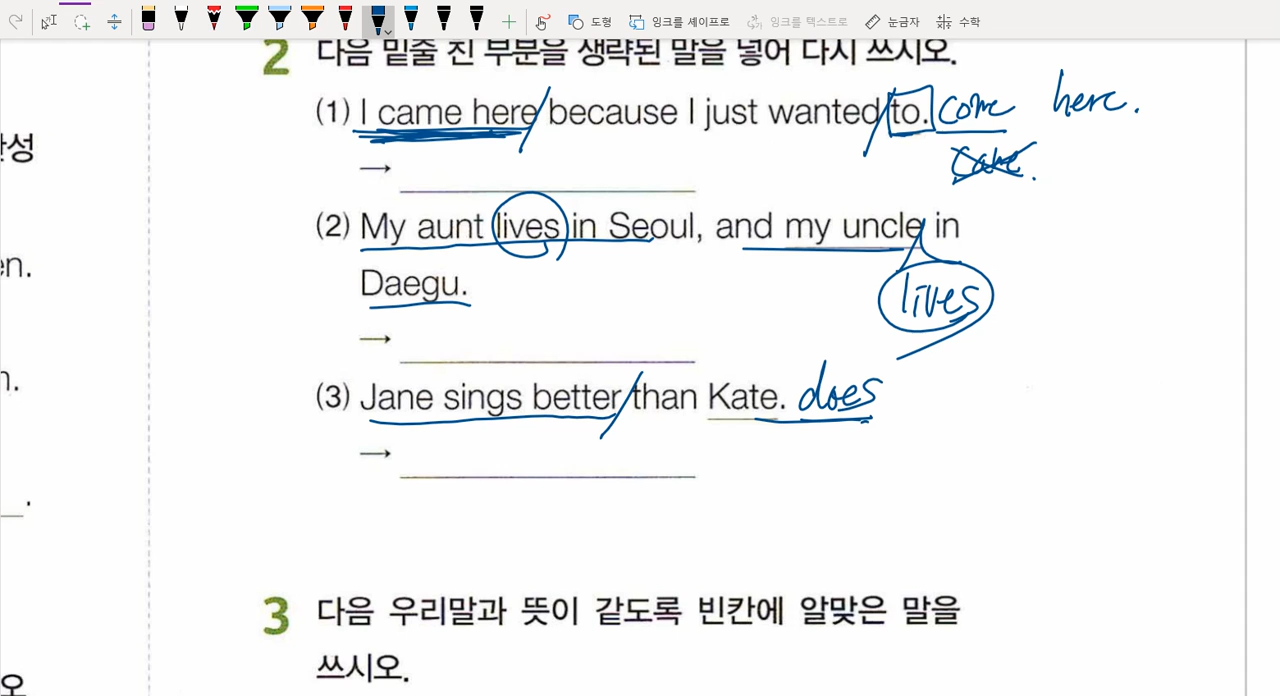 도형 잉크를 셰이프로 잉크를 텍스트로 눈금자 수학
2 다음 밑줄 친 부분을 생략된 말을 넣어 다시 쓰시오.
(1) I came here because I just wanted to. come here.
완성
→
(2) My aunt lives in Seoul, and my uncle in
en.
Daegu.
lives
→
n.
(3) Jane sings better than Kate. does
→
3 다음 우리말과 뜻이 같도록 빈칸에 알맞은 말을
쓰시오.
오